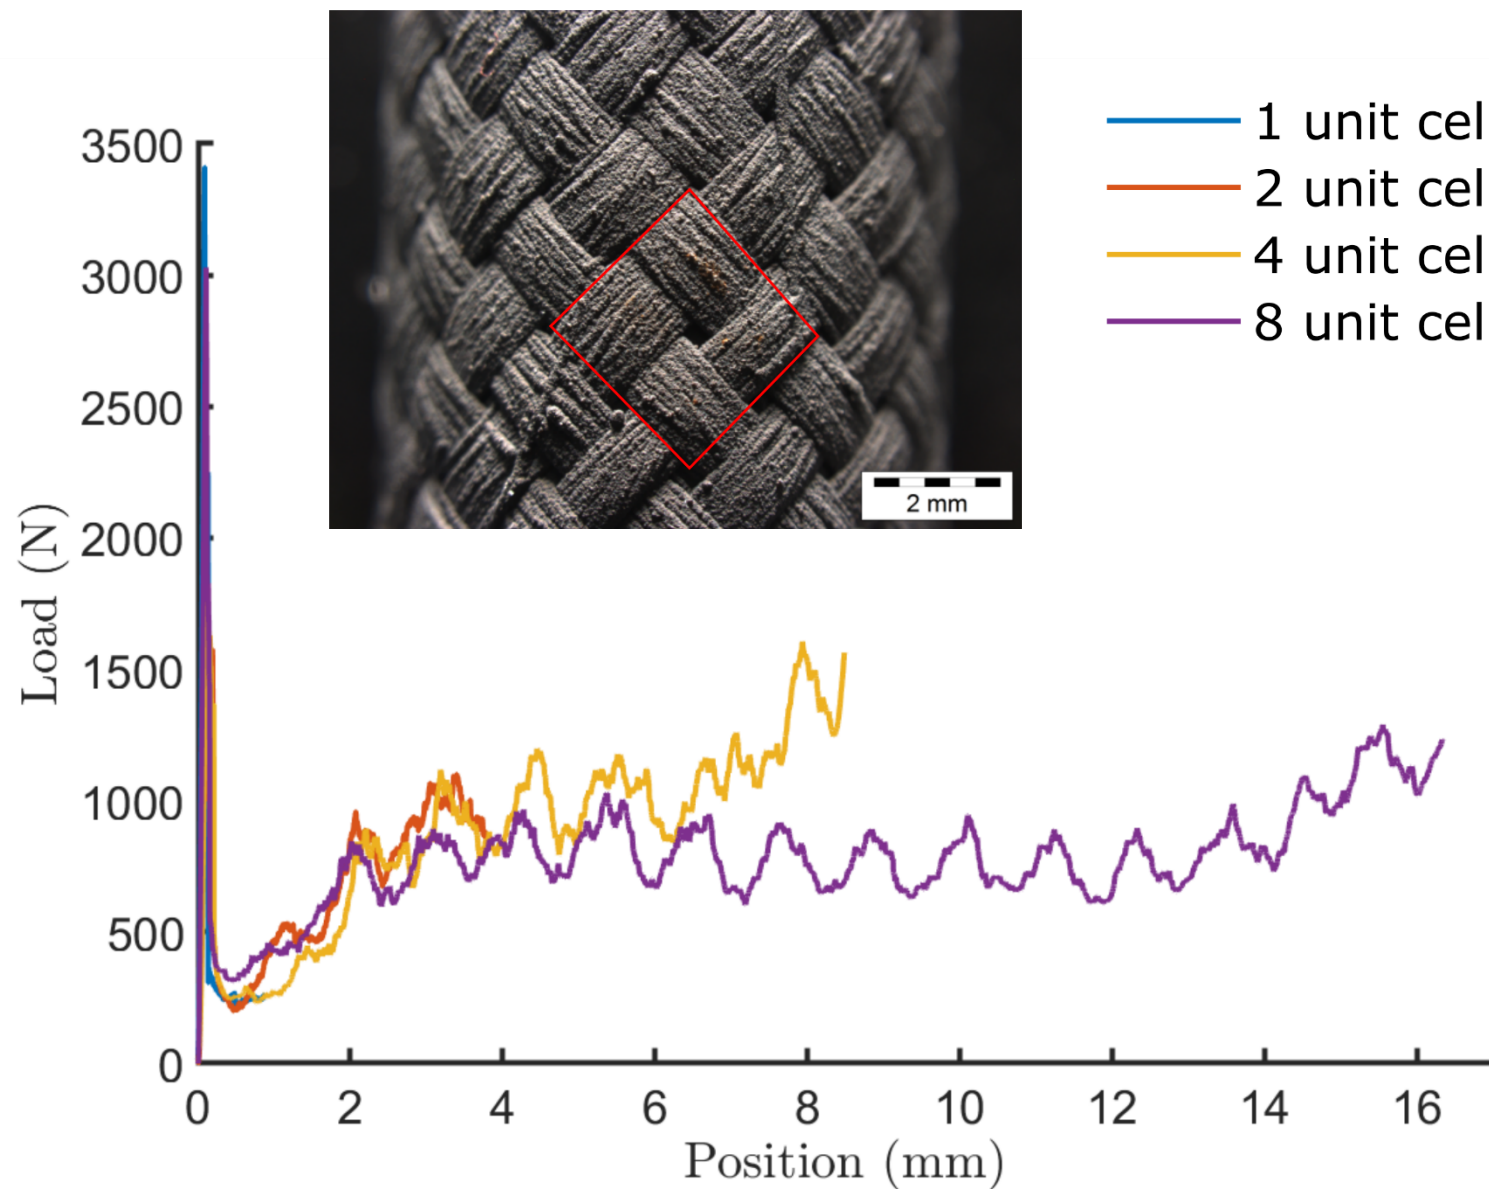 1 unit cel
2 unit cel
4 unit cel
8 unit cel
2 mm
3500
3000
2500
2000
1500
1000
500
0
Load (N)
0 2 4 6 8 10 12 14 16
Position (mm)